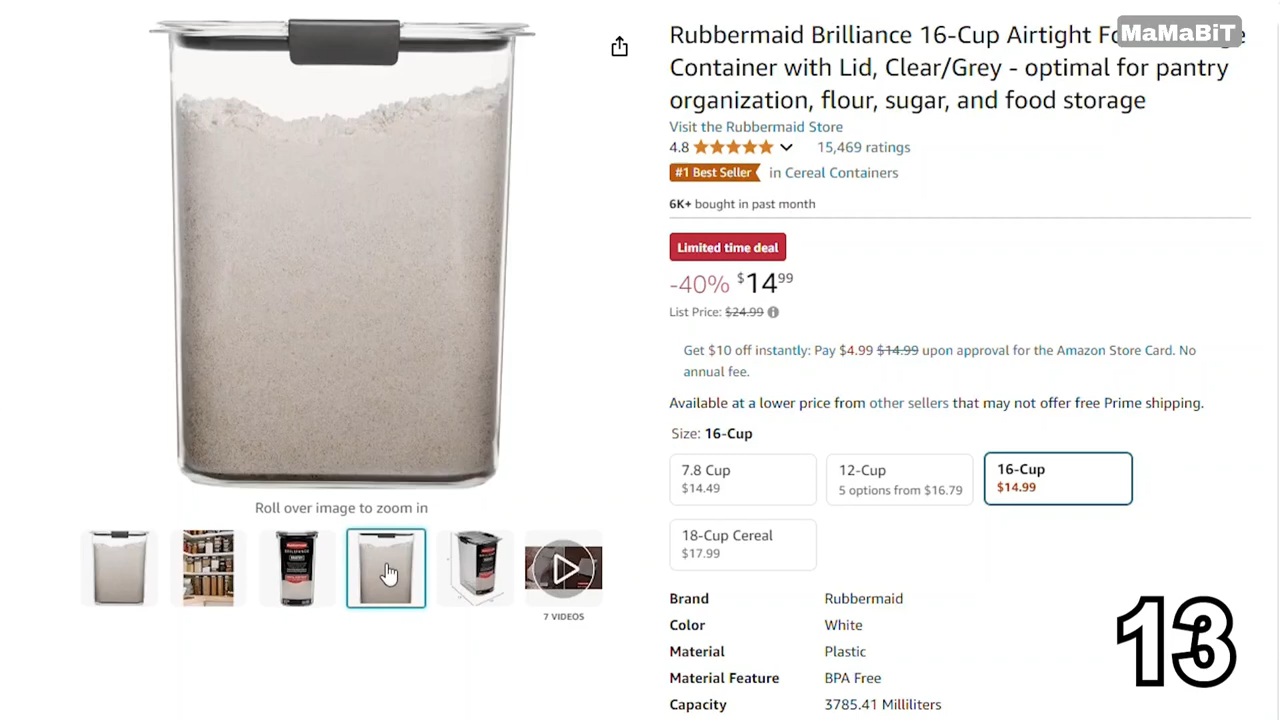 MaMaBiT
Rubbermaid Brilliance 16-Cup Airtight Fo e
Container with Lid, Clear/Grey - optimal for pantry
organization, flour, sugar, and food storage
Visit the Rubbermaid Store
4.8 15,469 ratings
#1 Best Seller in Cereal Containers
6K+ bought in past month
Limited time deal
-40% $14 99
List Price: $24.99
Get $10 off instantly: Pay $4.99 $14.99 upon approval for the Amazon Store Card. No
annual fee.
Available at a lower price from other sellers that may not offer free Prime shipping.
Size: 16-Cup
7.8 Cup
$14.49
12-Cup
5 options from $16.79
16-Cup
$14.99
18-Cup Cereal
$17.99
Roll over image to zoom in
7 VIDEOS
Brand Rubbermaid
Color White
Material Plastic
Material Feature BPA Free
Capacity 3785.41 Milliliters
13